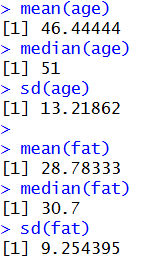 > mean(age)
[1] 46.44444
> median(age)
[1] 51
> sd(age)
[1] 13.21862
>
> mean(fat)
[1] 28.78333
> median(fat)
[1] 30.7
> sd(fat)
[1] 9.254395